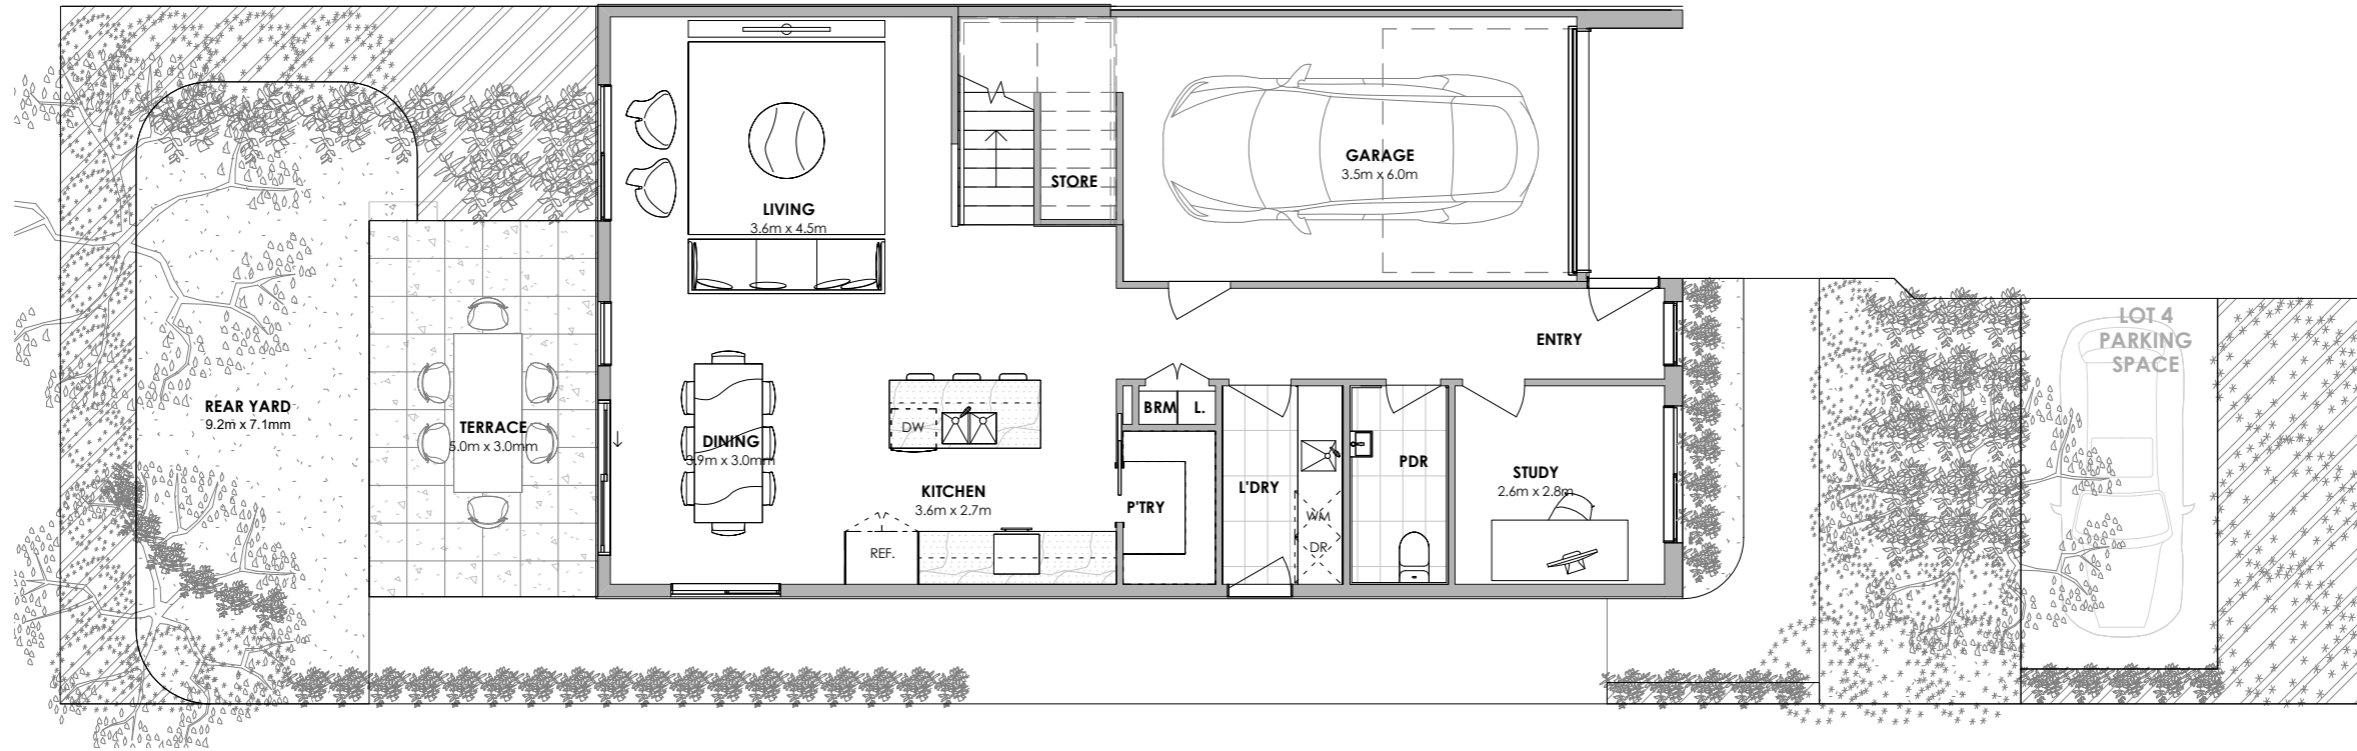 GARAGE
3.5m x 6.0m
STORE
LIVING
3.6m x 4.5m
LOT 4
PARKING
SPACE
ENTRY
REAR YARD
9.2m x 7.1mm
TERRACE
5.0m x 3.0mm
DINING
3.9m x 3.0mm
DW
BRM
L.
KITCHEN
3.6m x 2.7m
REF.
P'TRY
L'DRY
WM
DR
PDR
STUDY
2.6m x 2.8m